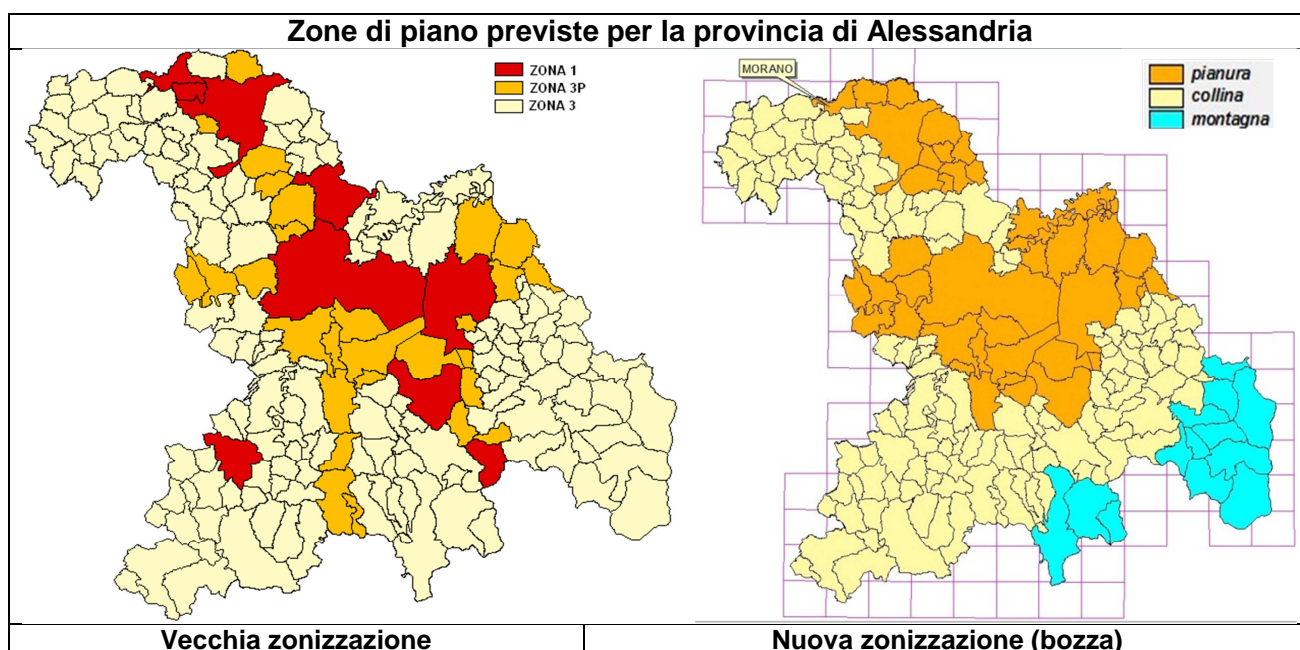 Zone di piano previste per la provincia di Alessandria
ZONA 1
ZONA 3P
ZONA 3
MORANO
pianura
collina
montagna
Vecchia zonizzazione
Nuova zonizzazione (bozza)